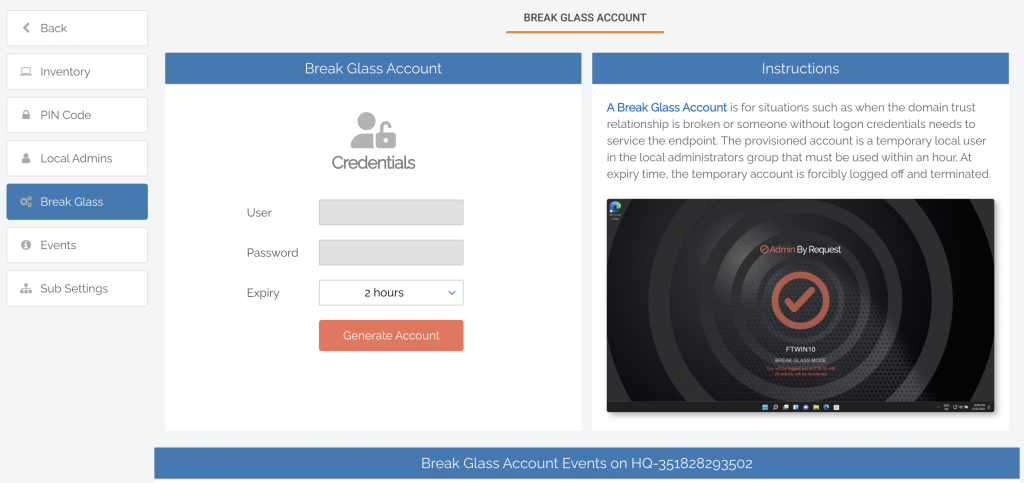 BREAK GLASS ACCOUNT
Back
Inventory
PIN Code
Local Admins
Break Glass
Events
Sub Settings
Break Glass Account
Credentials
User
Password
Expiry
2 hours
Generate Account
Instructions
A Break Glass Account is for situations such as when the domain trust
relationship is broken or someone without logon credentials needs to
service the endpoint. The provisioned account is a temporary local user
in the local administrators group that must be used within an hour. At
expiry time, the temporary account is forcibly logged off and terminated.
Admin By Request
FTWIN10
BREAK GLASS MODE
All activity will be monitored.
Break Glass Account Events on HQ-351828293502